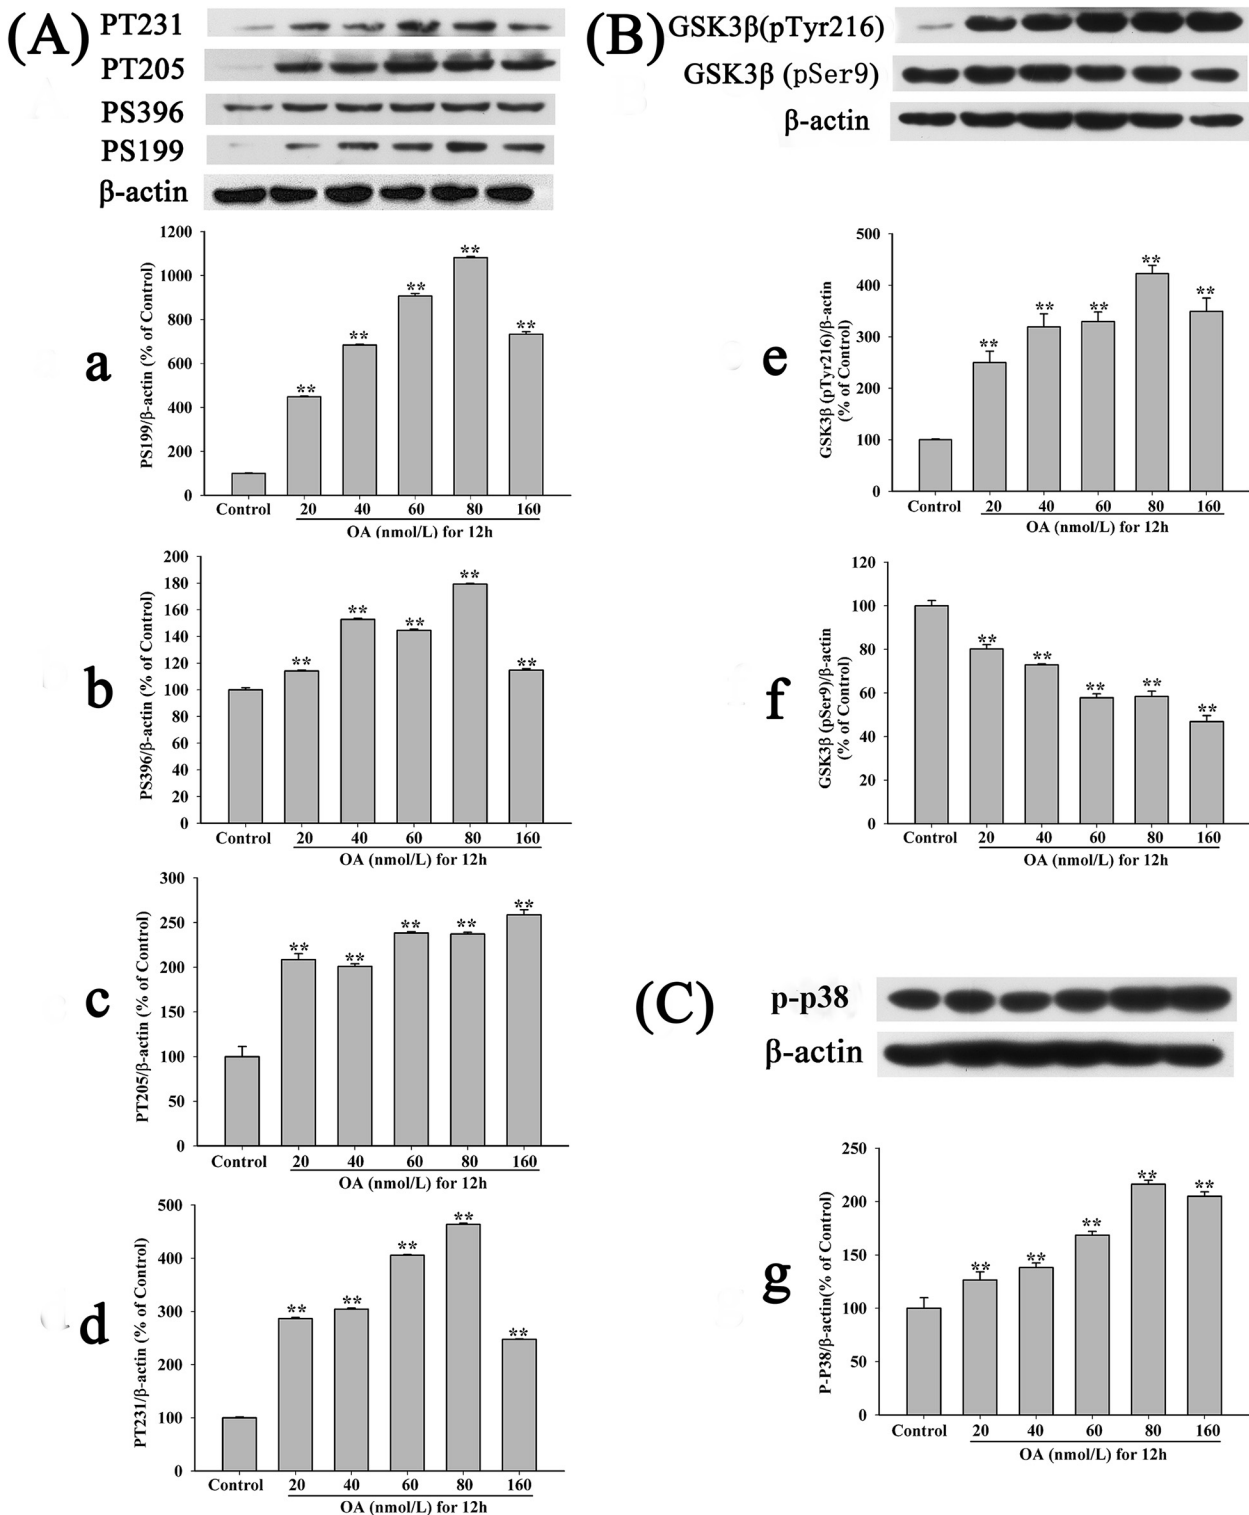 (A)
PT231
PT205
PS396
PS199
β-actin
a
PS199/β-actin (% of Control)
1200
1000
800
600
400
200
0
** ** ** ** **
Control 20 40 60 80 160
OA (nmol/L) for 12h
b
PS396/β-actin (% of Control)
200
180
160
140
120
100
80
60
40
20
0
** ** ** ** **
Control 20 40 60 80 160
OA (nmol/L) for 12h
c
PT205/β-actin (% of Control)
300
250
200
150
100
50
0
** ** ** ** **
Control 20 40 60 80 160
OA (nmol/L) for 12h
d
PT231/β-actin (% of Control)
500
400
300
200
100
0
** ** ** ** **
Control 20 40 60 80 160
OA (nmol/L) for 12h
(B)
GSK3β(pTyr216)
GSK3β (pSer9)
β-actin
e
GSK3β (pTyr216)/β-actin
(% of Control)
500
400
300
200
100
0
** ** ** ** **
Control 20 40 60 80 160
OA (nmol/L) for 12h
f
GSK3β (pSer9)/β-actin
(% of Control)
120
100
80
60
40
20
0
** ** ** ** **
Control 20 40 60 80 160
OA (nmol/L) for 12h
(C)
p-p38
β-actin
g
P-P38/β-actin(% of Control)
250
200
150
100
50
0
** ** ** ** **
Control 20 40 60 80 160
OA (nmol/L) for 12h